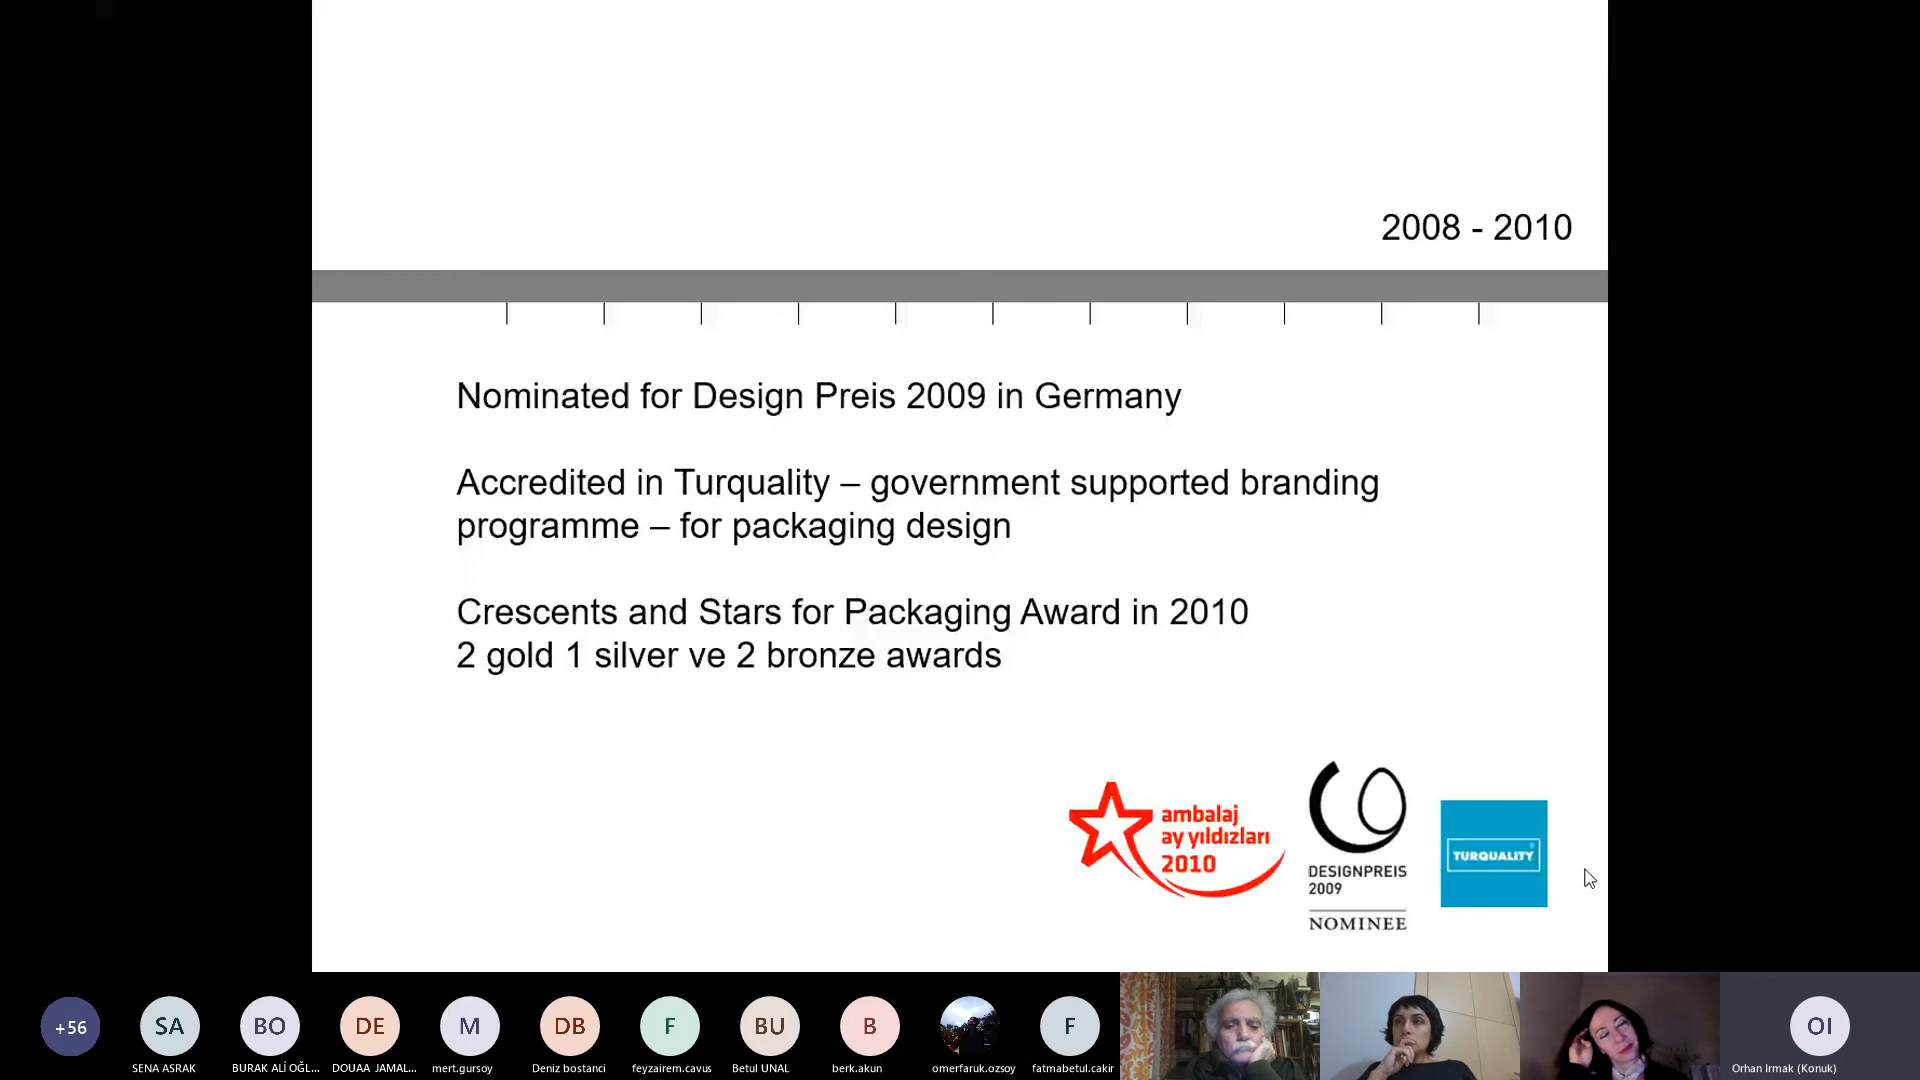 2008 - 2010
Nominated for Design Preis 2009 in Germany
Accredited in Turquality – government supported branding
programme – for packaging design
Crescents and Stars for Packaging Award in 2010
2 gold 1 silver ve 2 bronze awards
ambalaj
ay yıldızları
2010
DESIGNPREIS
2009
NOMINEE
TURQUALITY
+56
SA
BO
DE
M
DB
F
BU
B
F
OI
SENA ASRAK
BURAK ALİ OĞL...
DOUAA JAMAL...
mert.gursoy
Deniz bostanci
feyzairem.cavus
Betul UNAL
berk.akun
omerfaruk.ozsoy
fatmabetul.cakir
Orhan Irmak (Konuk)